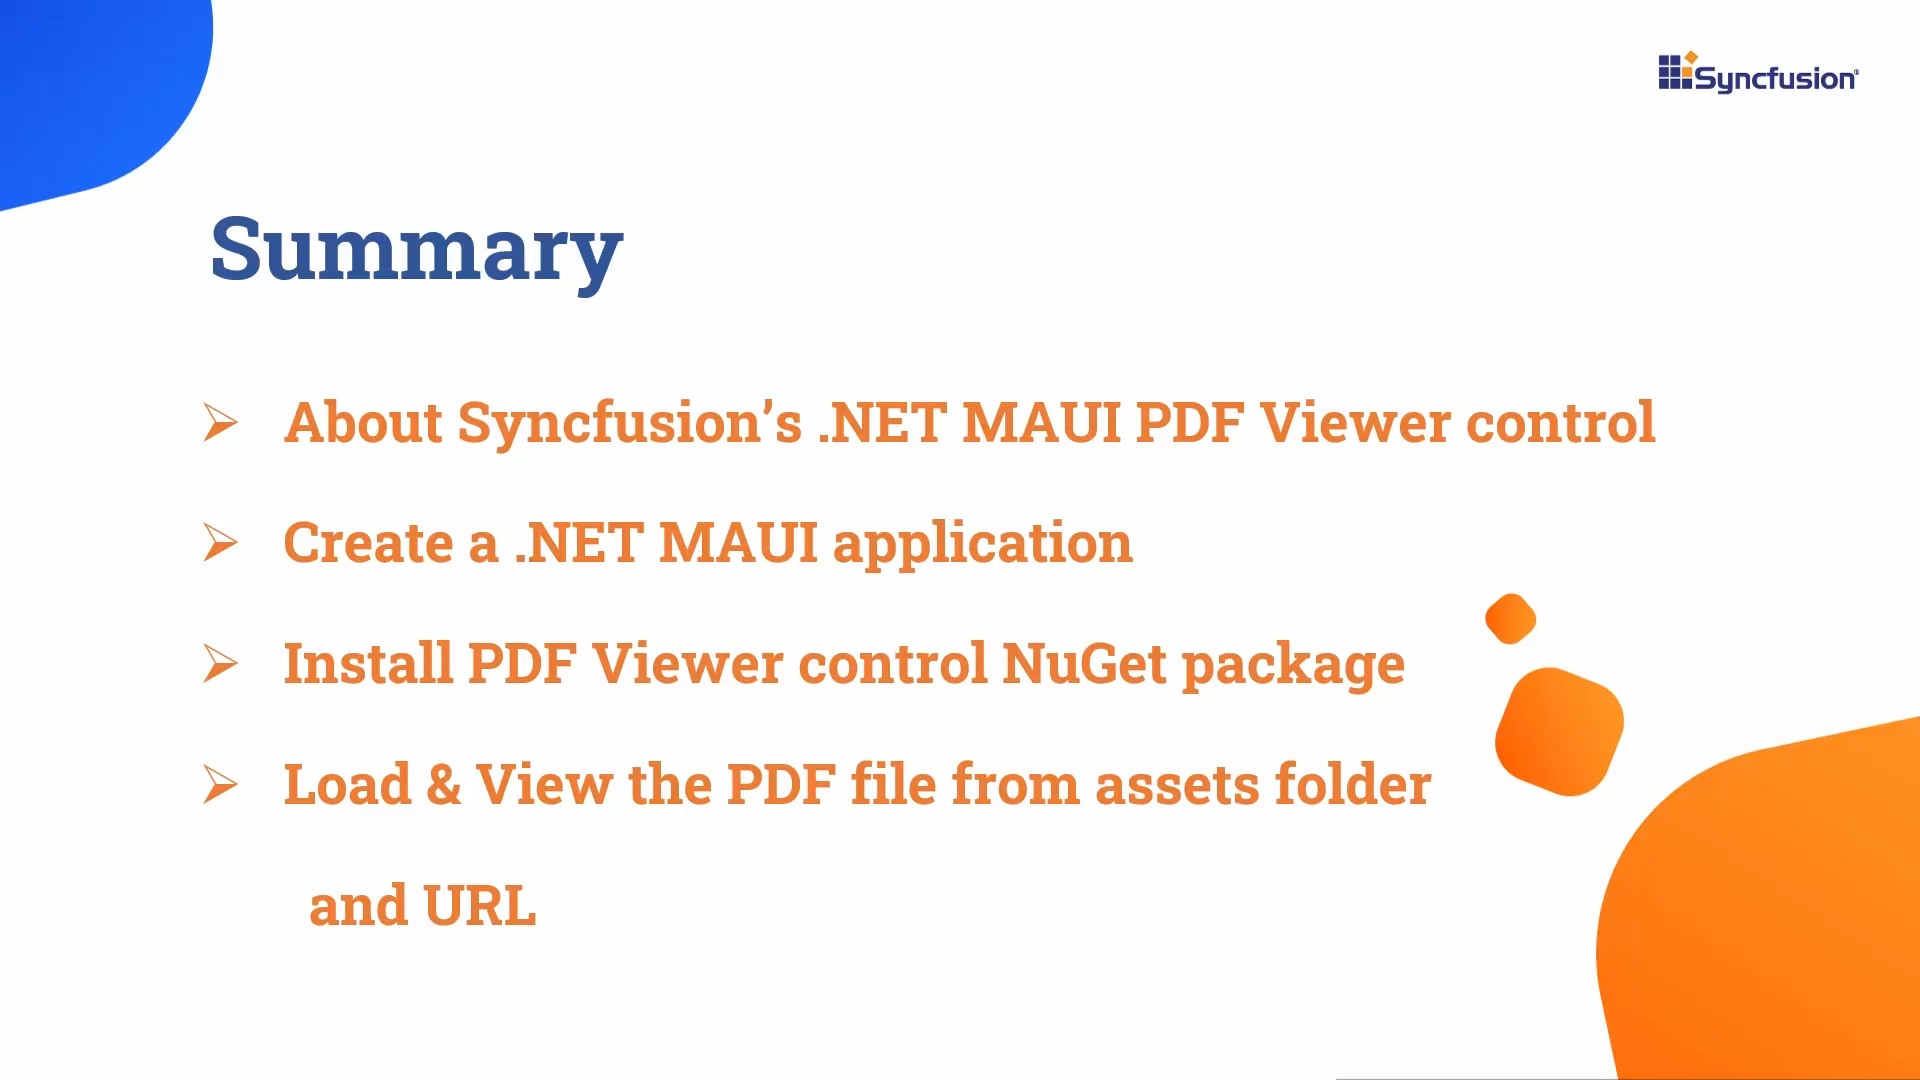 Syncfusion®
Summary
➢ About Syncfusion’s .NET MAUI PDF Viewer control
➢ Create a .NET MAUI application
➢ Install PDF Viewer control NuGet package
➢ Load & View the PDF file from assets folder
and URL